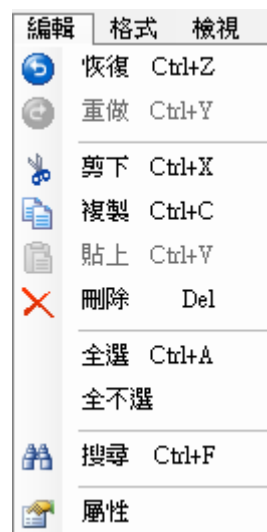 編輯 格式 檢視
恢復 Ctrl+Z
重做 Ctrl+Y
剪下 Ctrl+X
複製 Ctrl+C
貼上 Ctrl+V
刪除 Del
全選 Ctrl+A
全不選
搜尋 Ctrl+F
屬性